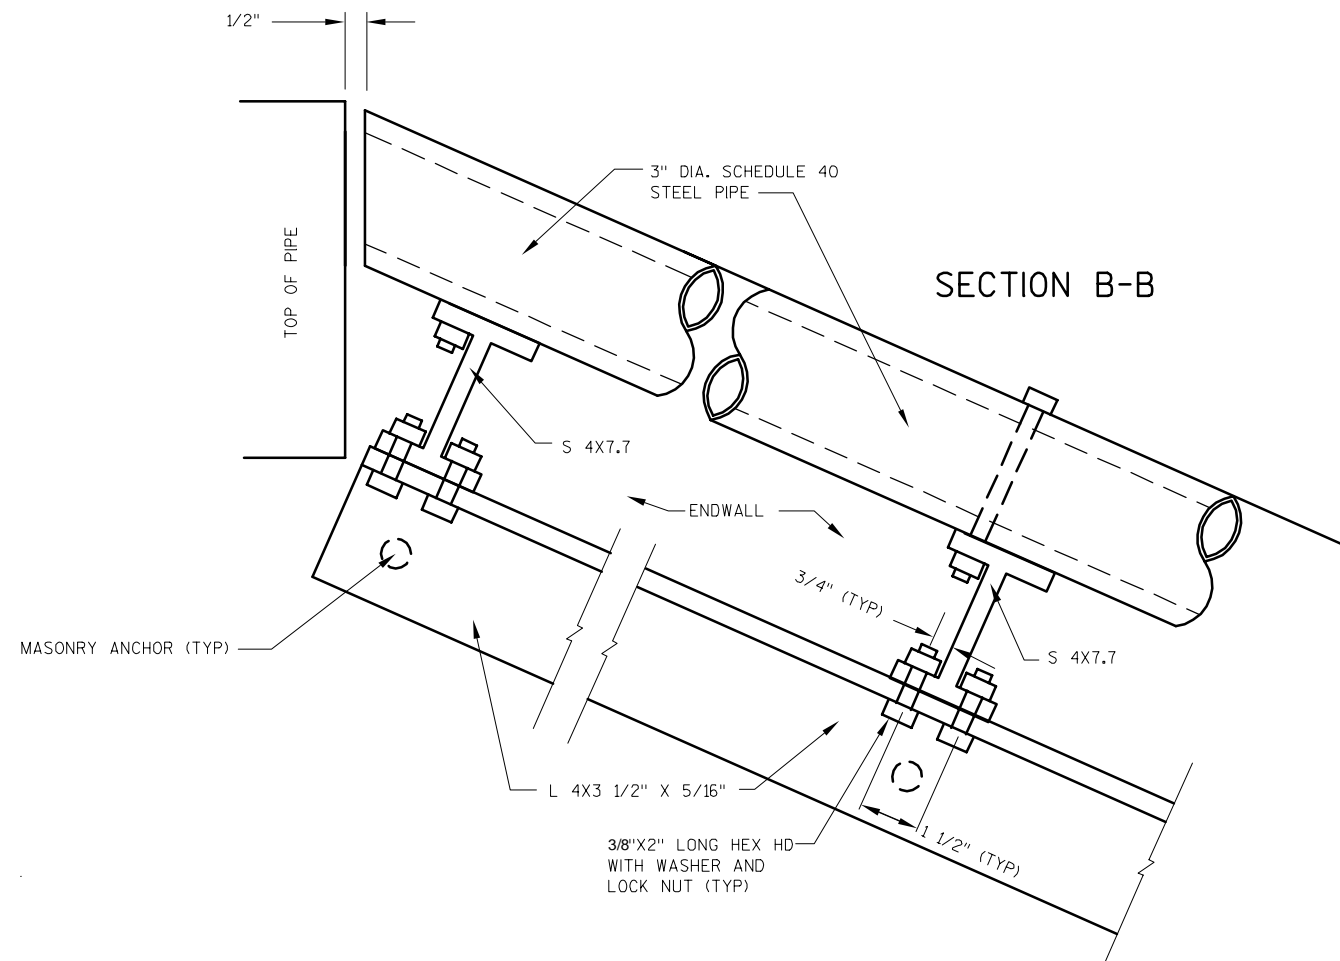 1/2"
3" DIA. SCHEDULE 40
STEEL PIPE
TOP OF PIPE
SECTION B-B
S 4X7.7
ENDWALL
3/4" (TYP)
MASONRY ANCHOR (TYP)
S 4X7.7
L 4X3 1/2" X 5/16"
1 1/2" (TYP)
3/8"X2" LONG HEX HD
WITH WASHER AND
LOCK NUT (TYP)